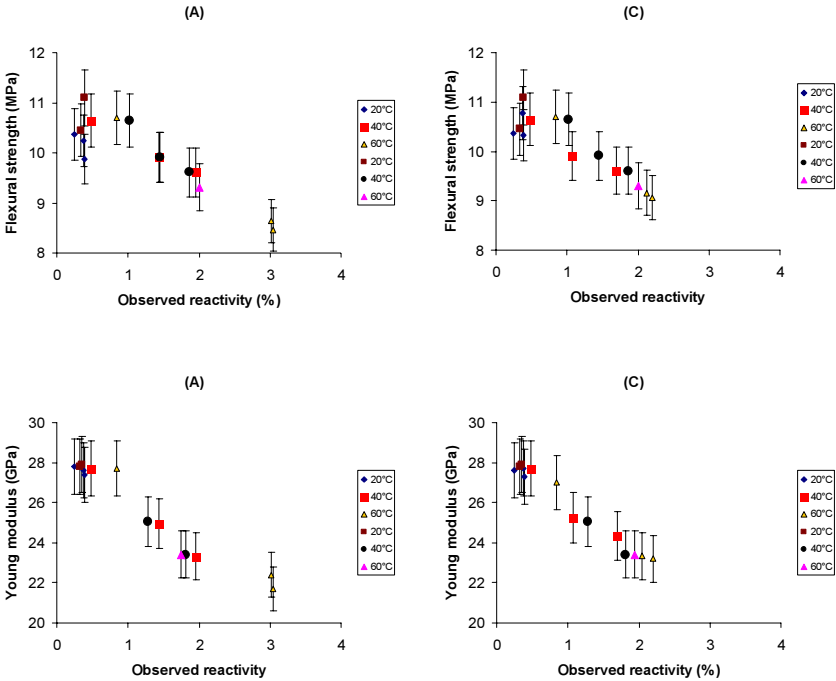 (A)
Flexural strength (MPa)
12
11
10
9
8
0 1 2 3 4
Observed reactivity (%)
20°C
40°C
60°C
20°C
40°C
60°C
(C)
Flexural strength (MPa)
12
11
10
9
8
0 1 2 3 4
Observed reactivity
20°C
40°C
60°C
20°C
40°C
60°C
(A)
Young modulus (GPa)
30
28
26
24
22
20
0 1 2 3 4
Observed reactivity
20°C
40°C
60°C
20°C
40°C
60°C
(C)
Young modulus (GPa)
30
28
26
24
22
20
0 1 2 3 4
Observed reactivity (%)
20°C
40°C
60°C
20°C
40°C
60°C